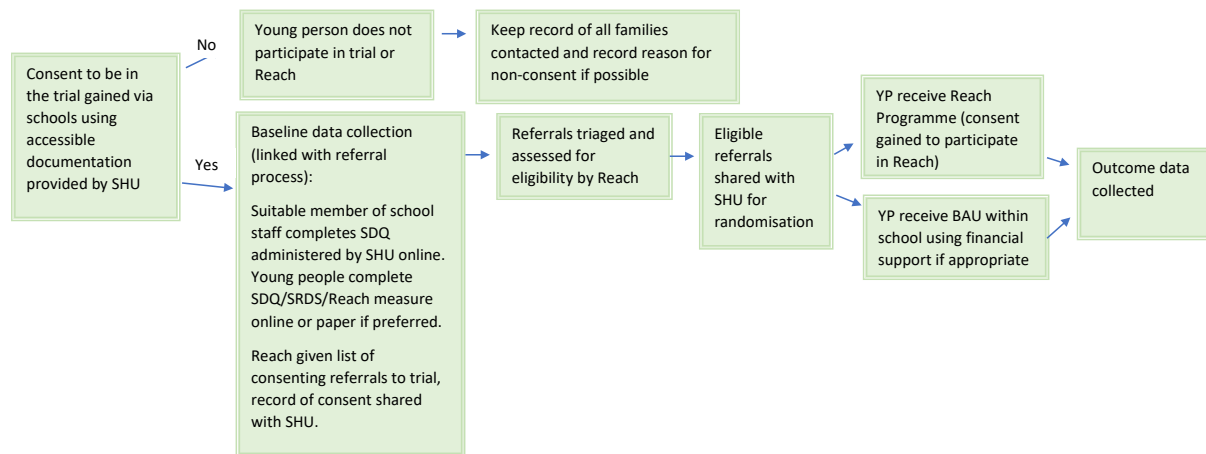 Consent to be in
the trial gained via
schools using
accessible
documentation
provided by SHU
No
Young person does not
participate in trial or
Reach
Keep record of all families
contacted and record reason for
non-consent if possible
Yes
Baseline data collection
(linked with referral
process):
Suitable member of school
staff completes SDQ
administered by SHU online.
Young people complete
SDQ/SRDS/Reach measure
online or paper if preferred.
Reach given list of
consenting referrals to trial,
record of consent shared
with SHU.
Referrals triaged and
assessed for
eligibility by Reach
Eligible
referrals
shared with
SHU for
randomisation
YP receive Reach
Programme (consent
gained to participate
in Reach)
YP receive BAU within
school using financial
support if appropriate
Outcome data
collected